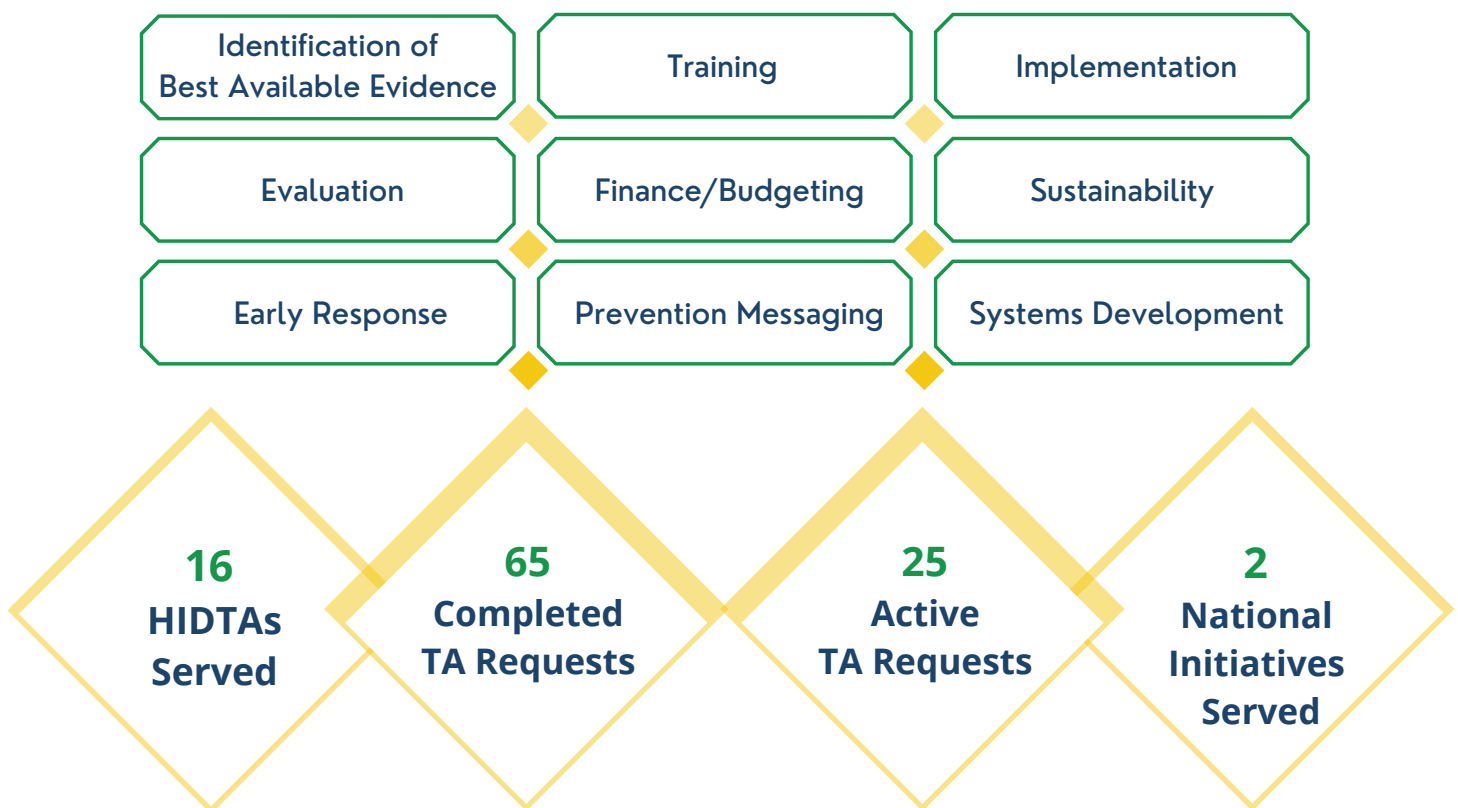 Identification of
Best Available Evidence
Training
Implementation
Evaluation
Finance/Budgeting
Sustainability
Early Response
Prevention Messaging
Systems Development
16
HIDTAs
Served
65
Completed
TA Requests
25
Active
TA Requests
2
National
Initiatives
Served